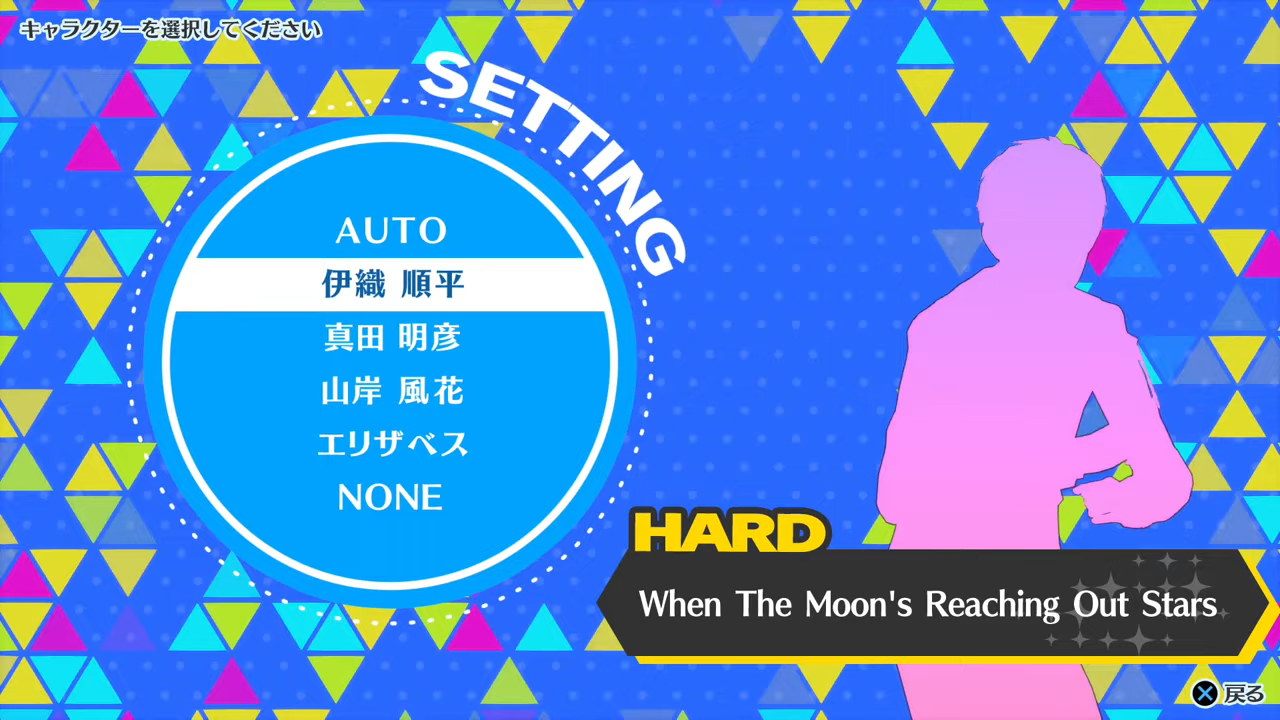 キャラクターを選択してください
SETTING
AUTO
伊織 順平
真田 明彦
山岸 風花
エリザベス
NONE
HARD
When The Moon's Reaching Out Stars
戻る